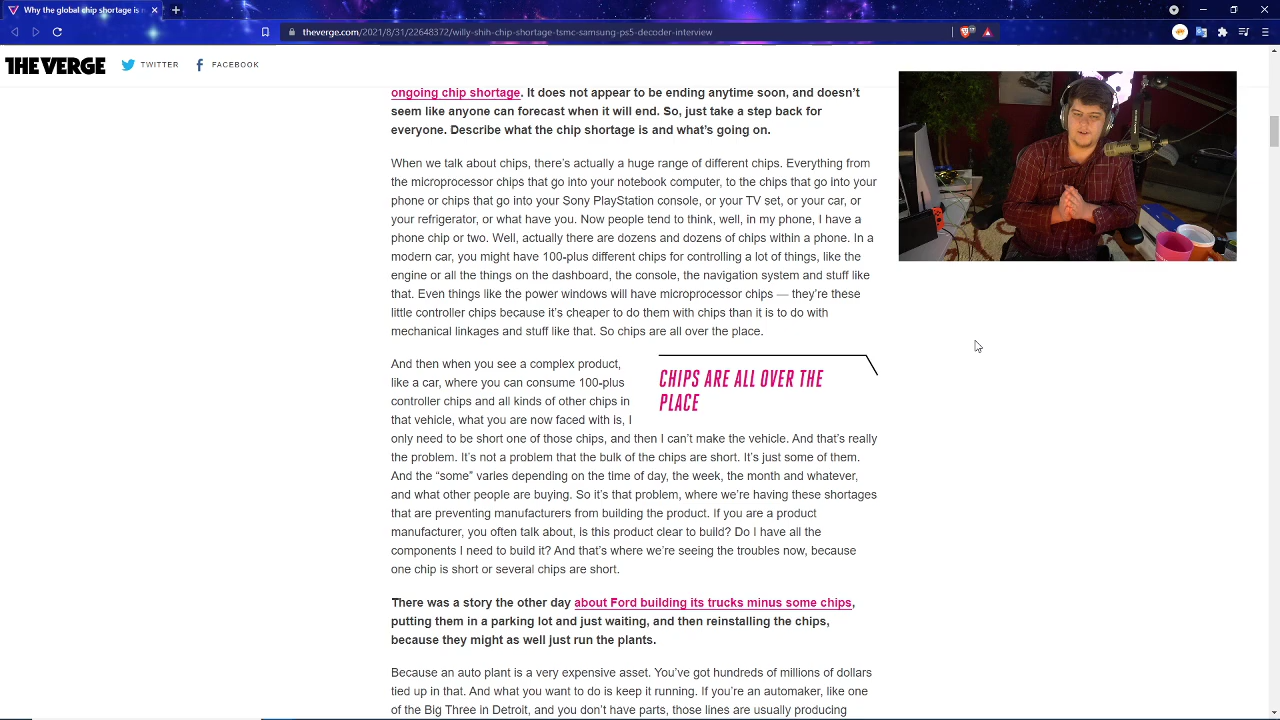 Why the global chip shortage is
theverge.com/2021/8/31/22648372/willy-shih-chip-shortage-tsmc-samsung-ps5-decoder-interview
THE VERGE TWITTER FACEBOOK
ongoing chip shortage. It does not appear to be ending anytime soon, and doesn't
seem like anyone can forecast when it will end. So, just take a step back for
everyone. Describe what the chip shortage is and what's going on.
When we talk about chips, there's actually a huge range of different chips. Everything from
the microprocessor chips that go into your notebook computer, to the chips that go into your
phone or chips that go into your Sony PlayStation console, or your TV set, or your car, or
your refrigerator, or what have you. Now people tend to think, well, in my phone, I have a
phone chip or two. Well, actually there are dozens and dozens of chips within a phone. In a
modern car, you might have 100-plus different chips for controlling a lot of things, like the
engine or all the things on the dashboard, the console, the navigation system and stuff like
that. Even things like the power windows will have microprocessor chips — they're these
little controller chips because it's cheaper to do them with chips than it is to do with
mechanical linkages and stuff like that. So chips are all over the place.
And then when you see a complex product,
like a car, where you can consume 100-plus
controller chips and all kinds of other chips in
that vehicle, what you are now faced with is, I
only need to be short one of those chips, and then I can't make the vehicle. And that's really
the problem. It's not a problem that the bulk of the chips are short. It's just some of them.
And the “some” varies depending on the time of day, the week, the month and whatever,
and what other people are buying. So it's that problem, where we're having these shortages
that are preventing manufacturers from building the product. If you are a product
manufacturer, you often talk about, is this product clear to build? Do I have all the
components I need to build it? And that's where we're seeing the troubles now, because
one chip is short or several chips are short.
CHIPS ARE ALL OVER THE
PLACE
There was a story the other day about Ford building its trucks minus some chips,
putting them in a parking lot and just waiting, and then reinstalling the chips,
because they might as well just run the plants.
Because an auto plant is a very expensive asset. You've got hundreds of millions of dollars
tied up in that. And what you want to do is keep it running. If you're an automaker, like one
of the Big Three in Detroit, and you don't have parts, those lines are usually producing